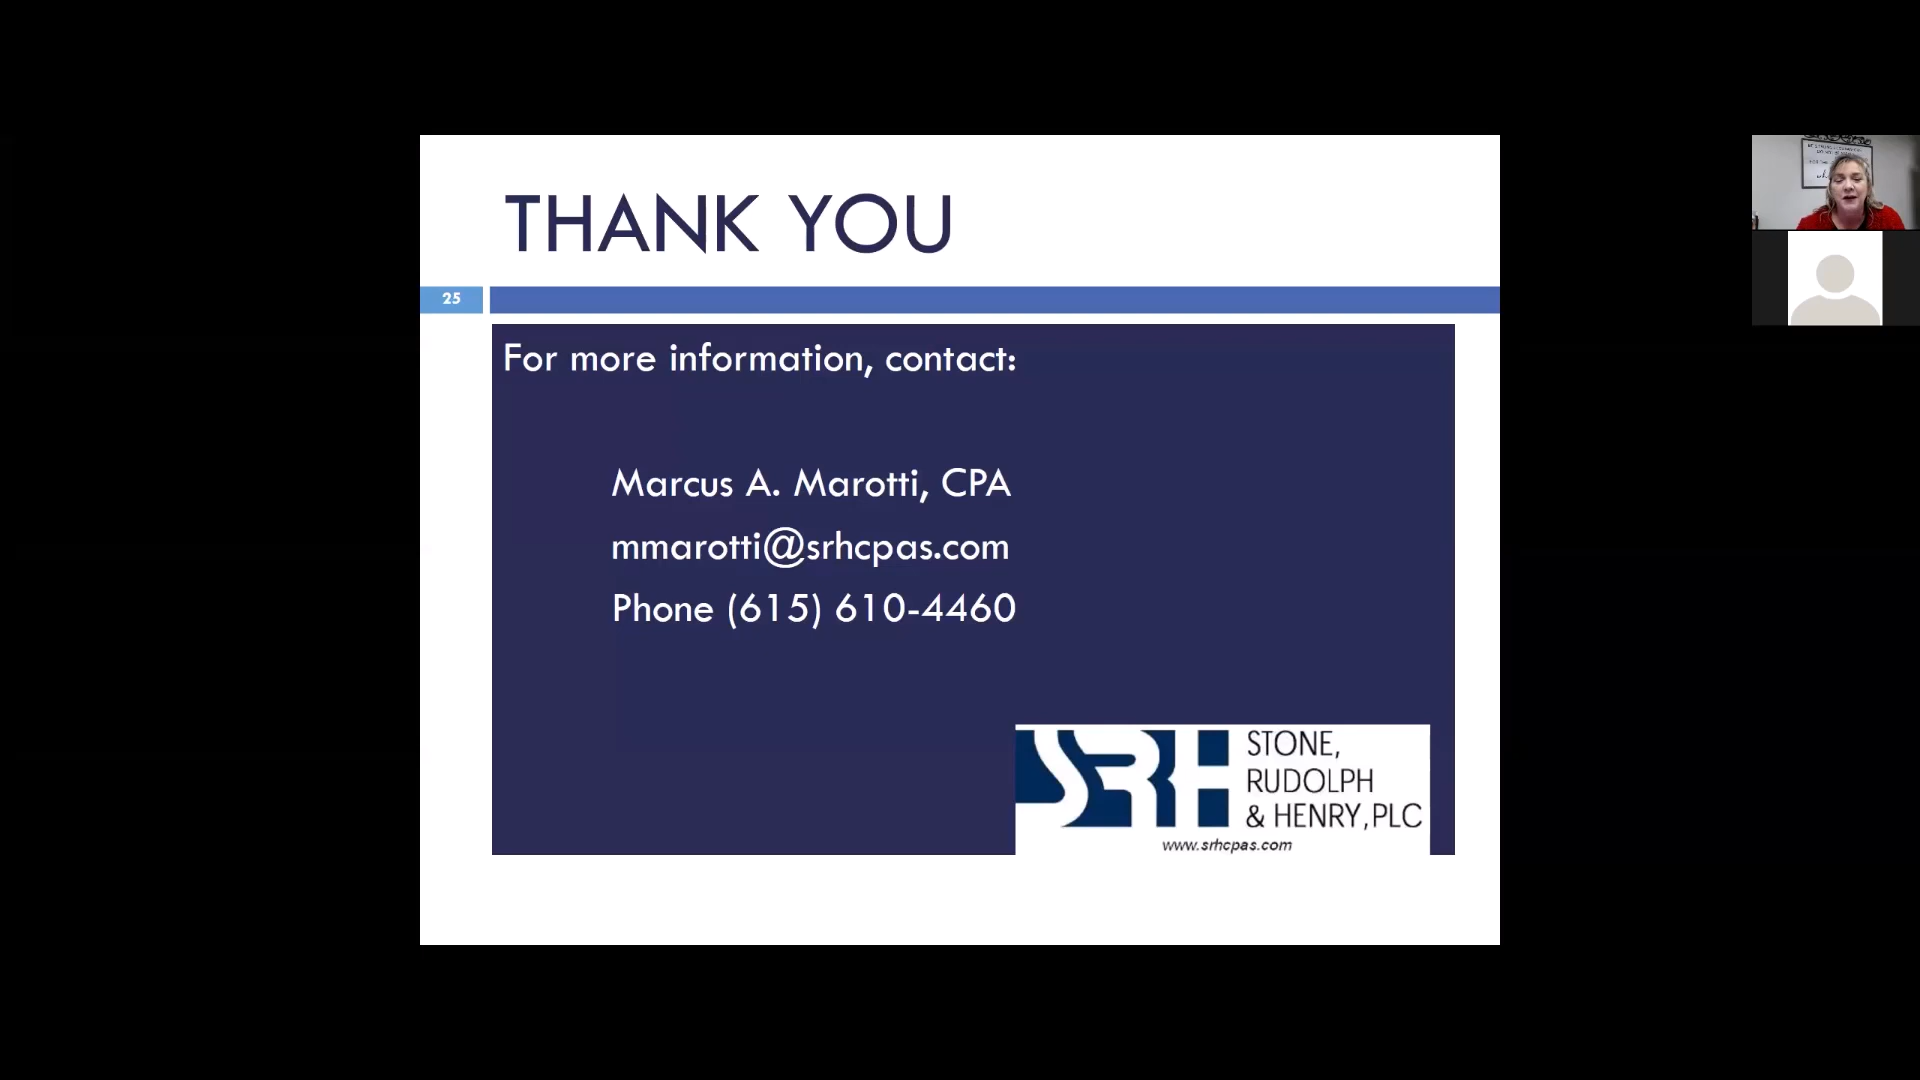 THANK YOU
25
For more information, contact:
Marcus A. Marotti, CPA
mmarotti@srhcpas.com
Phone (615) 610-4460
SRH
STONE,
RUDOLPH
& HENRY, PLC
www.srhcpas.com